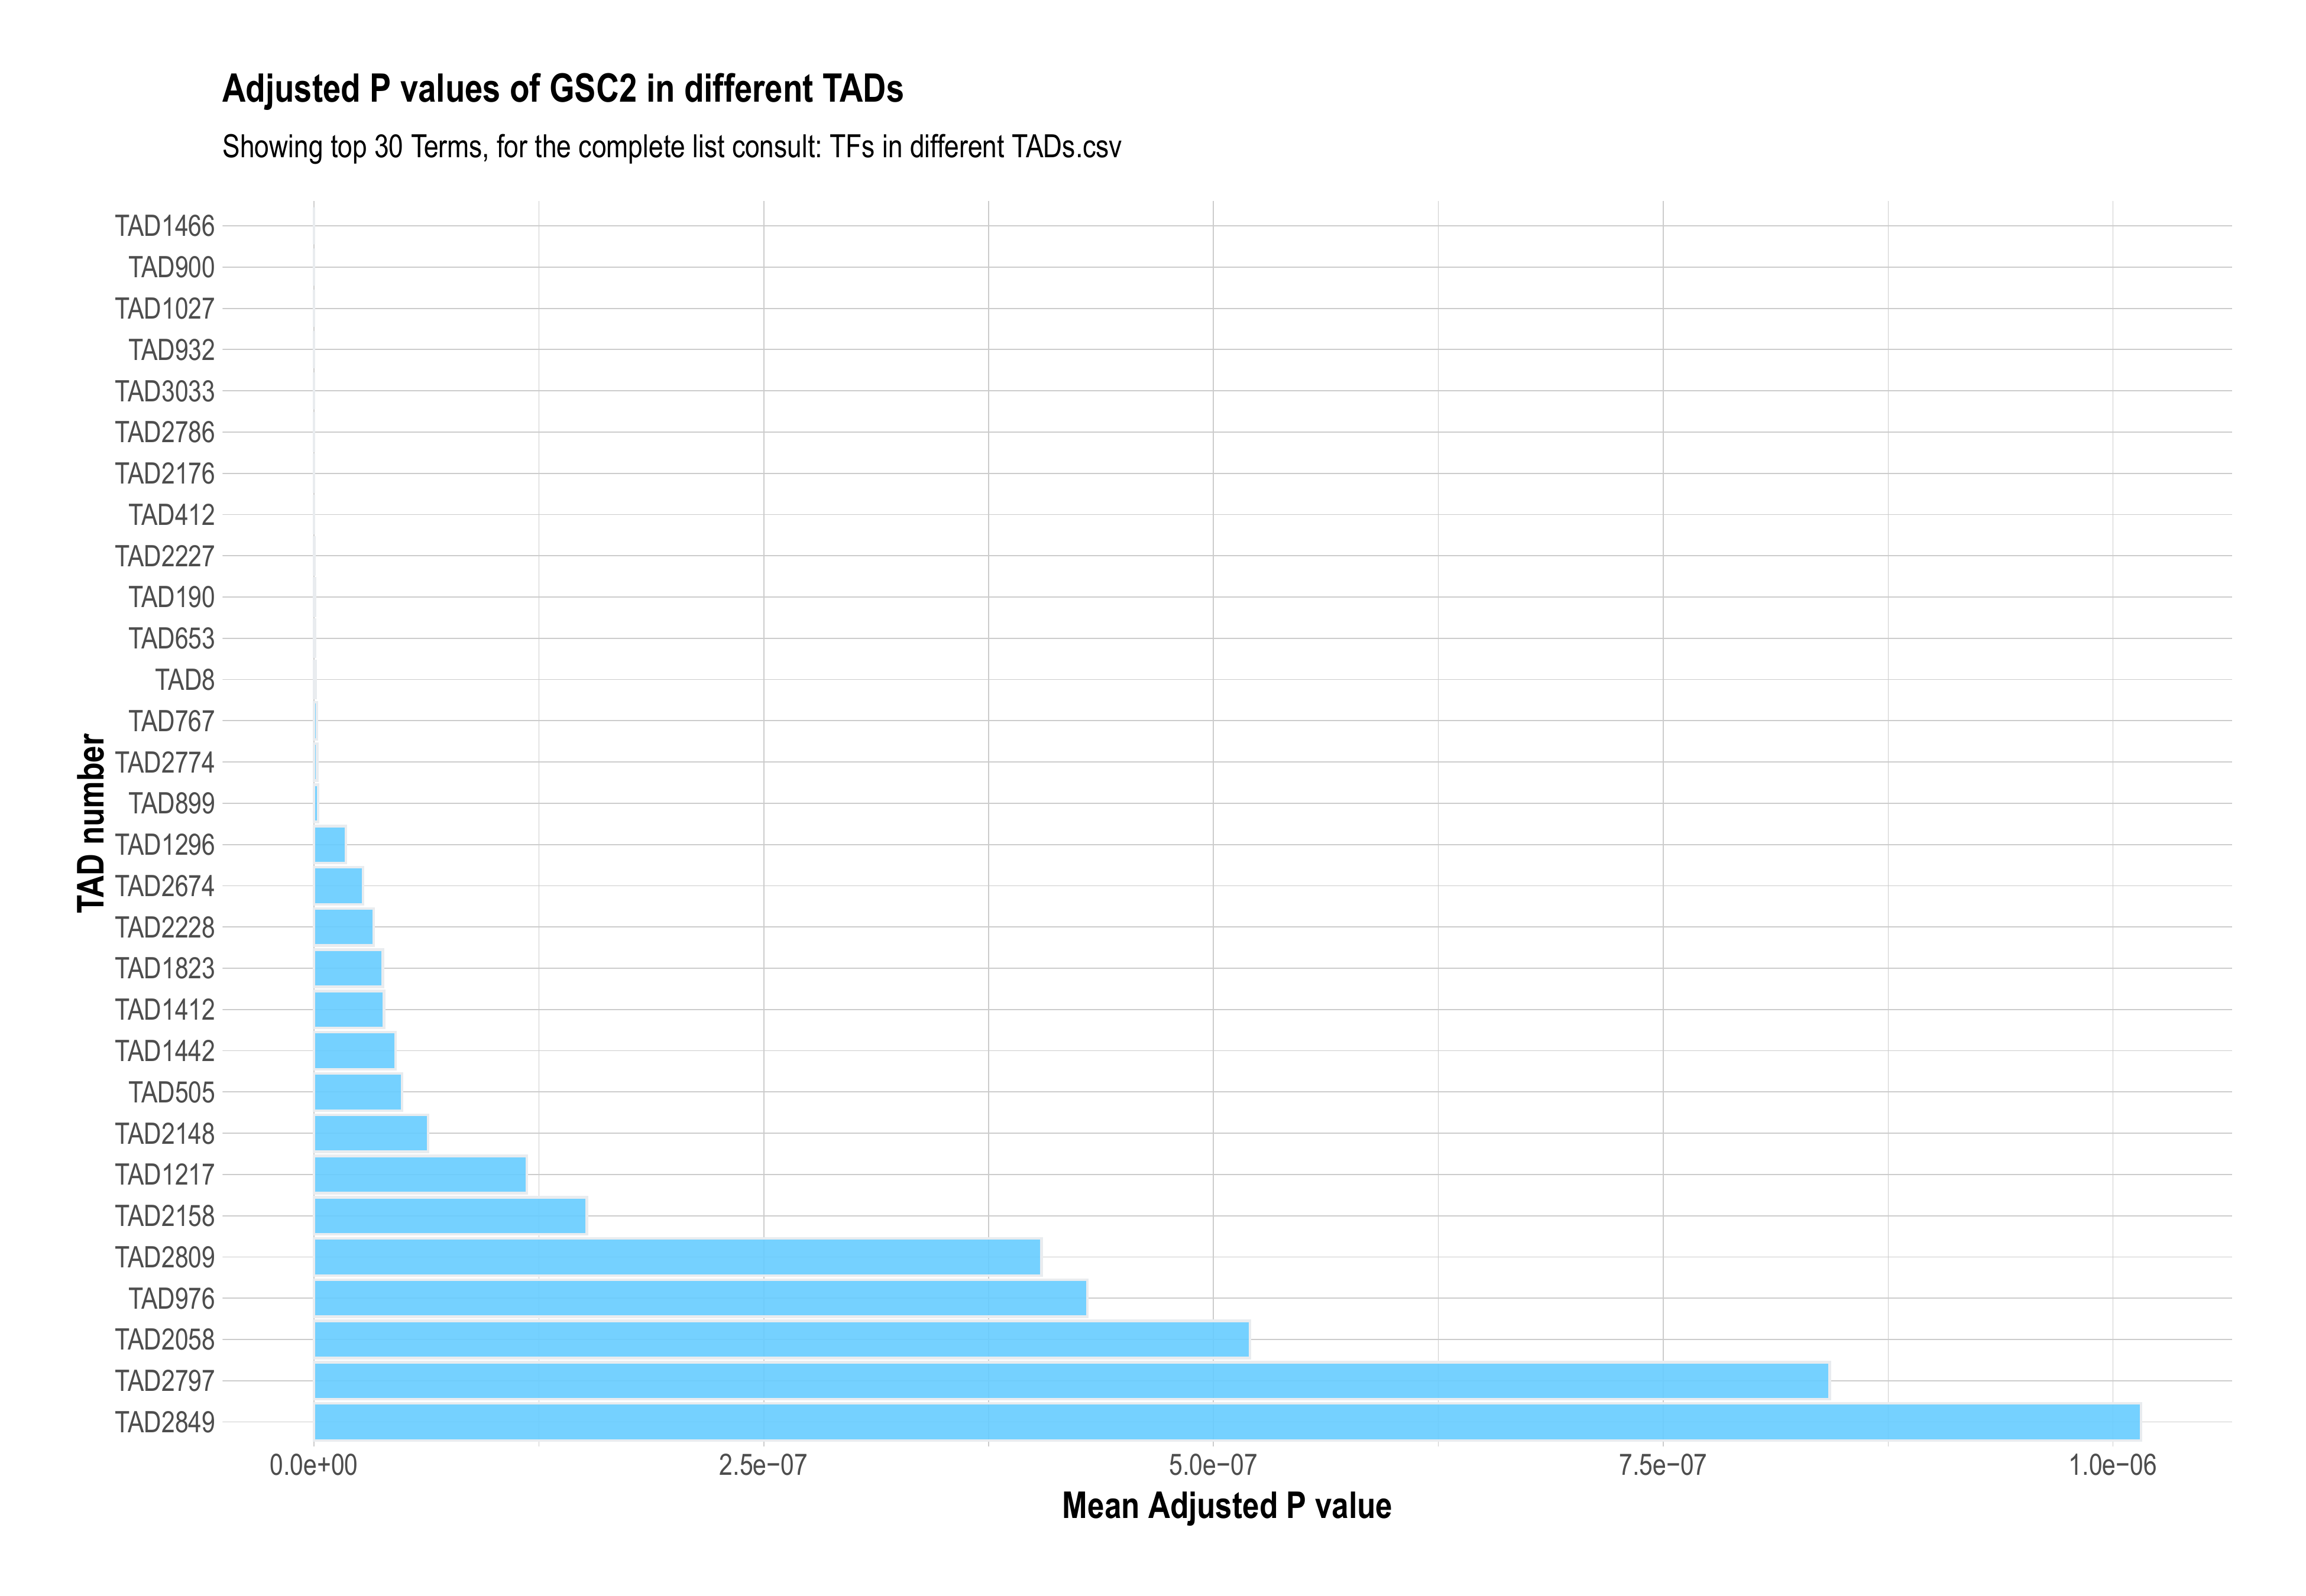 Adjusted P values of GSC2 in different TADs
Showing top 30 Terms, for the complete list consult: TFs in different TADs.csv
TAD number
TAD1466
TAD900
TAD1027
TAD932
TAD3033
TAD2786
TAD2176
TAD412
TAD2227
TAD190
TAD653
TAD8
TAD767
TAD2774
TAD899
TAD1296
TAD2674
TAD2228
TAD1823
TAD1412
TAD1442
TAD505
TAD2148
TAD1217
TAD2158
TAD2809
TAD976
TAD2058
TAD2797
TAD2849
0.0e+00 2.5e−07 5.0e−07 7.5e−07 1.0e−06
Mean Adjusted P value